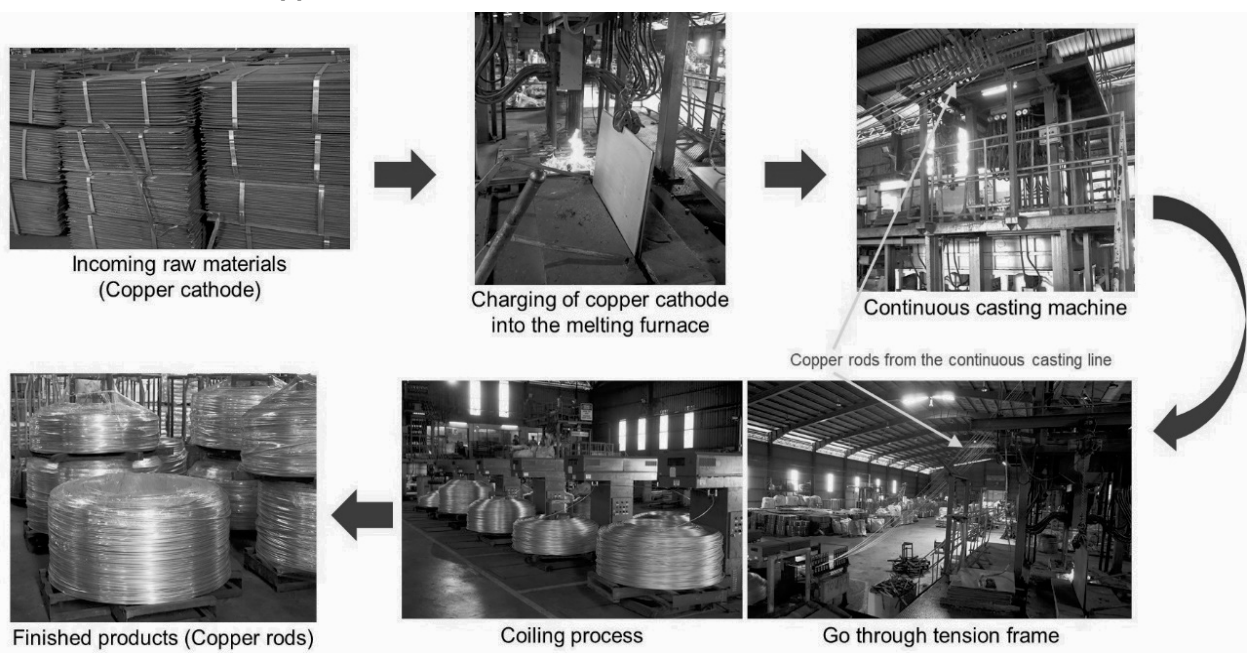 Incoming raw materials
(Copper cathode)
Charging of copper cathode
into the melting furnace
Continuous casting machine
Copper rods from the continuous casting line
Go through tension frame
Coiling process
Finished products (Copper rods)